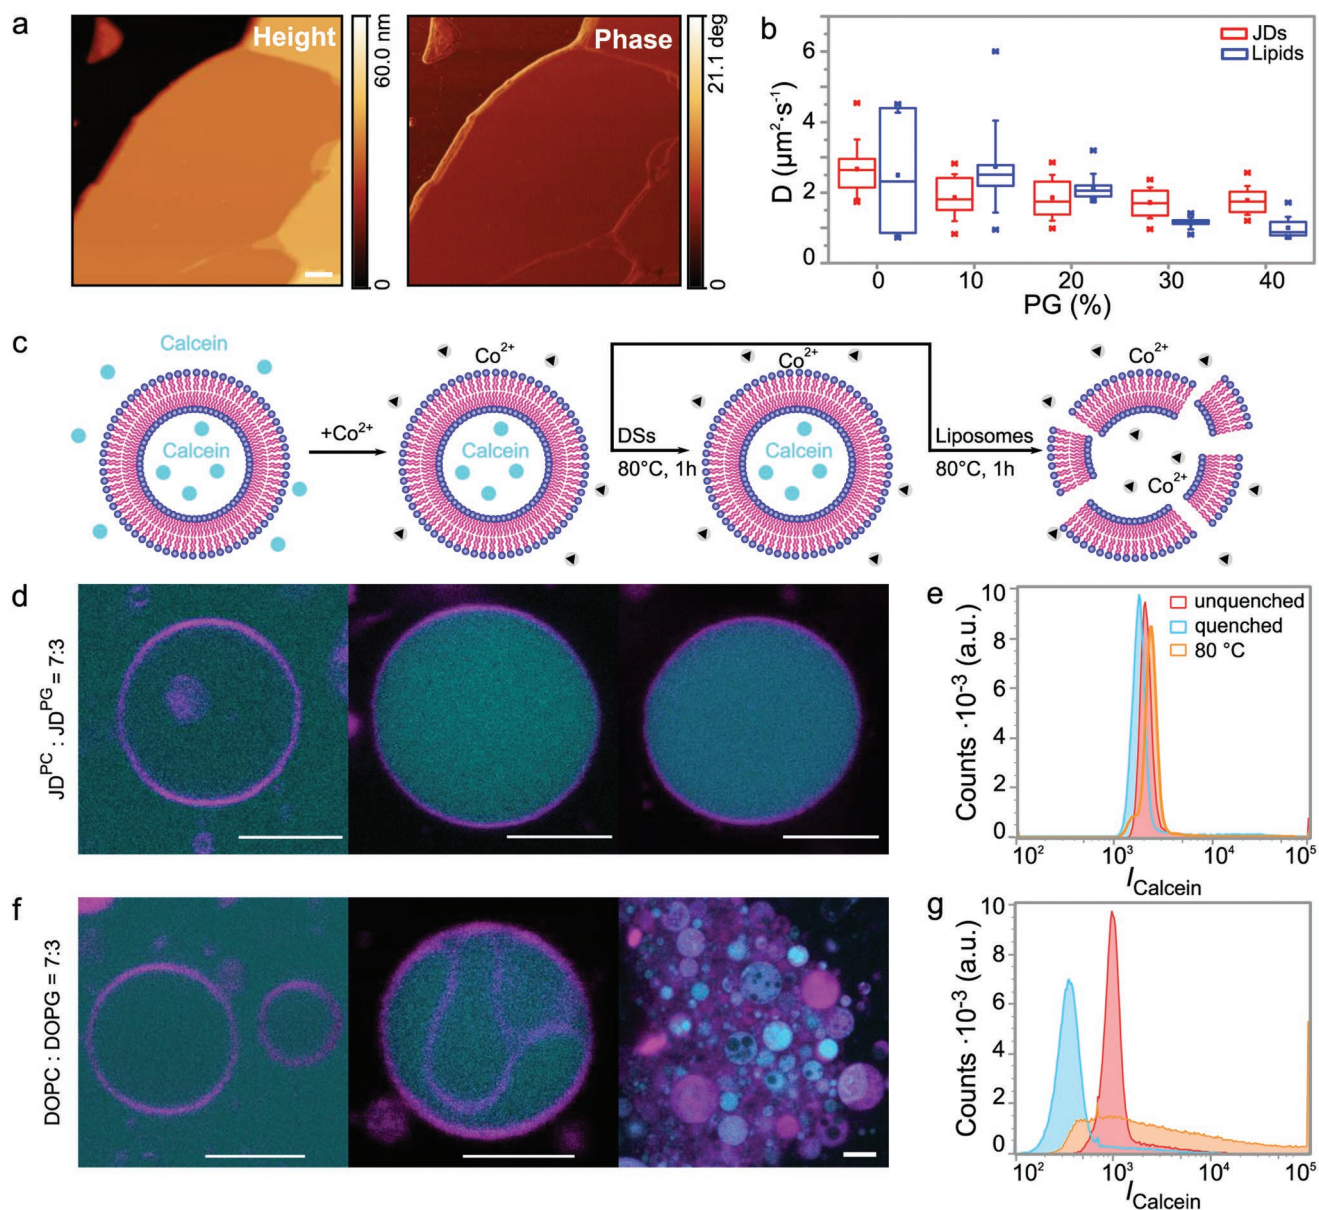 a
Height
60.0 nm
0
Phase
21.1 deg
0
b
JDs
Lipids
D (µm²·s⁻¹)
6
4
2
0
0 10 20 30 40
PG (%)
c
Calcein
Calcein
+Co²⁺
Co²⁺
Calcein
DSs
80°C, 1h
Co²⁺
Calcein
Liposomes
80°C, 1h
Co²⁺
Co²⁺
d
JD^PC : JD^PG = 7:3
e
unquenched
quenched
80 °C
Counts ·10⁻³ (a.u.)
10
8
6
4
2
0
10² 10³ 10⁴ 10⁵
I_Calcein
f
DOPC : DOPG = 7:3
g
Counts ·10⁻³ (a.u.)
10
8
6
4
2
0
10² 10³ 10⁴ 10⁵
I_Calcein